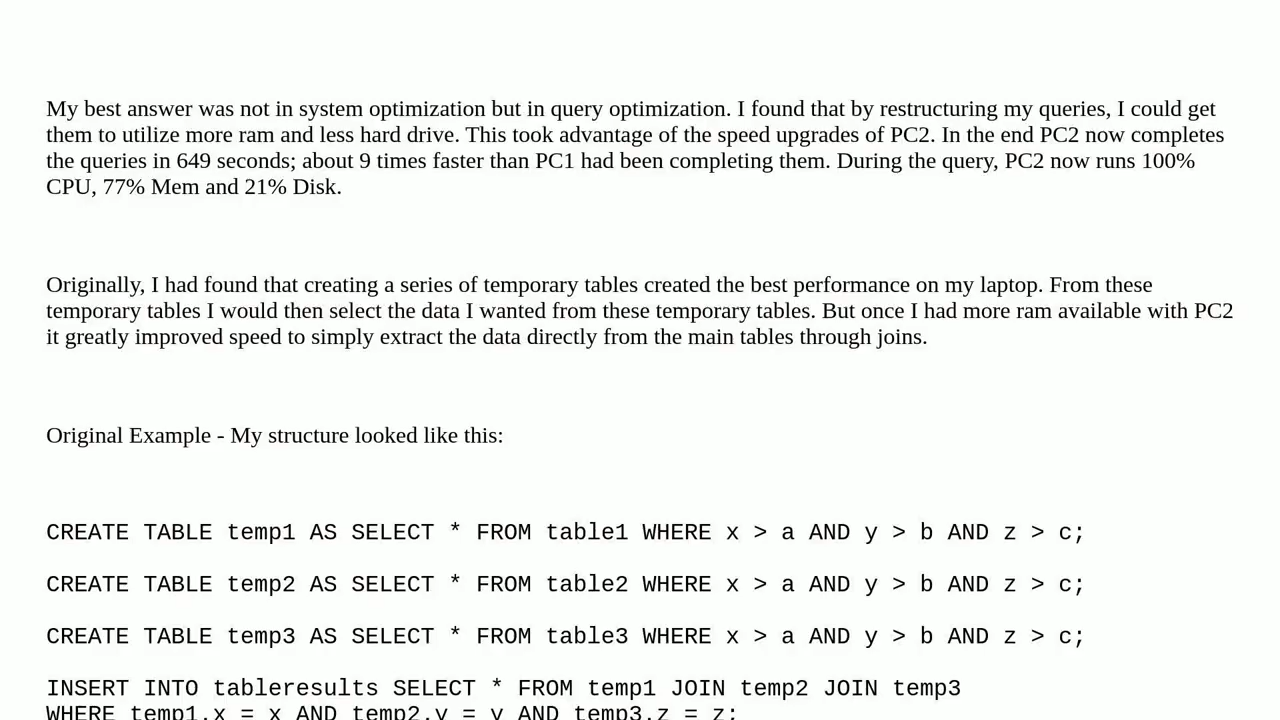 My best answer was not in system optimization but in query optimization. I found that by restructuring my queries, I could get
them to utilize more ram and less hard drive. This took advantage of the speed upgrades of PC2. In the end PC2 now completes
the queries in 649 seconds; about 9 times faster than PC1 had been completing them. During the query, PC2 now runs 100%
CPU, 77% Mem and 21% Disk.
Originally, I had found that creating a series of temporary tables created the best performance on my laptop. From these
temporary tables I would then select the data I wanted from these temporary tables. But once I had more ram available with PC2
it greatly improved speed to simply extract the data directly from the main tables through joins.
Original Example - My structure looked like this:
CREATE TABLE temp1 AS SELECT * FROM table1 WHERE x > a AND y > b AND z > c;
CREATE TABLE temp2 AS SELECT * FROM table2 WHERE x > a AND y > b AND z > c;
CREATE TABLE temp3 AS SELECT * FROM table3 WHERE x > a AND y > b AND z > c;
INSERT INTO tableresults SELECT * FROM temp1 JOIN temp2 JOIN temp3
WHERE temp1.x = x AND temp2.y = y AND temp3.z = z;